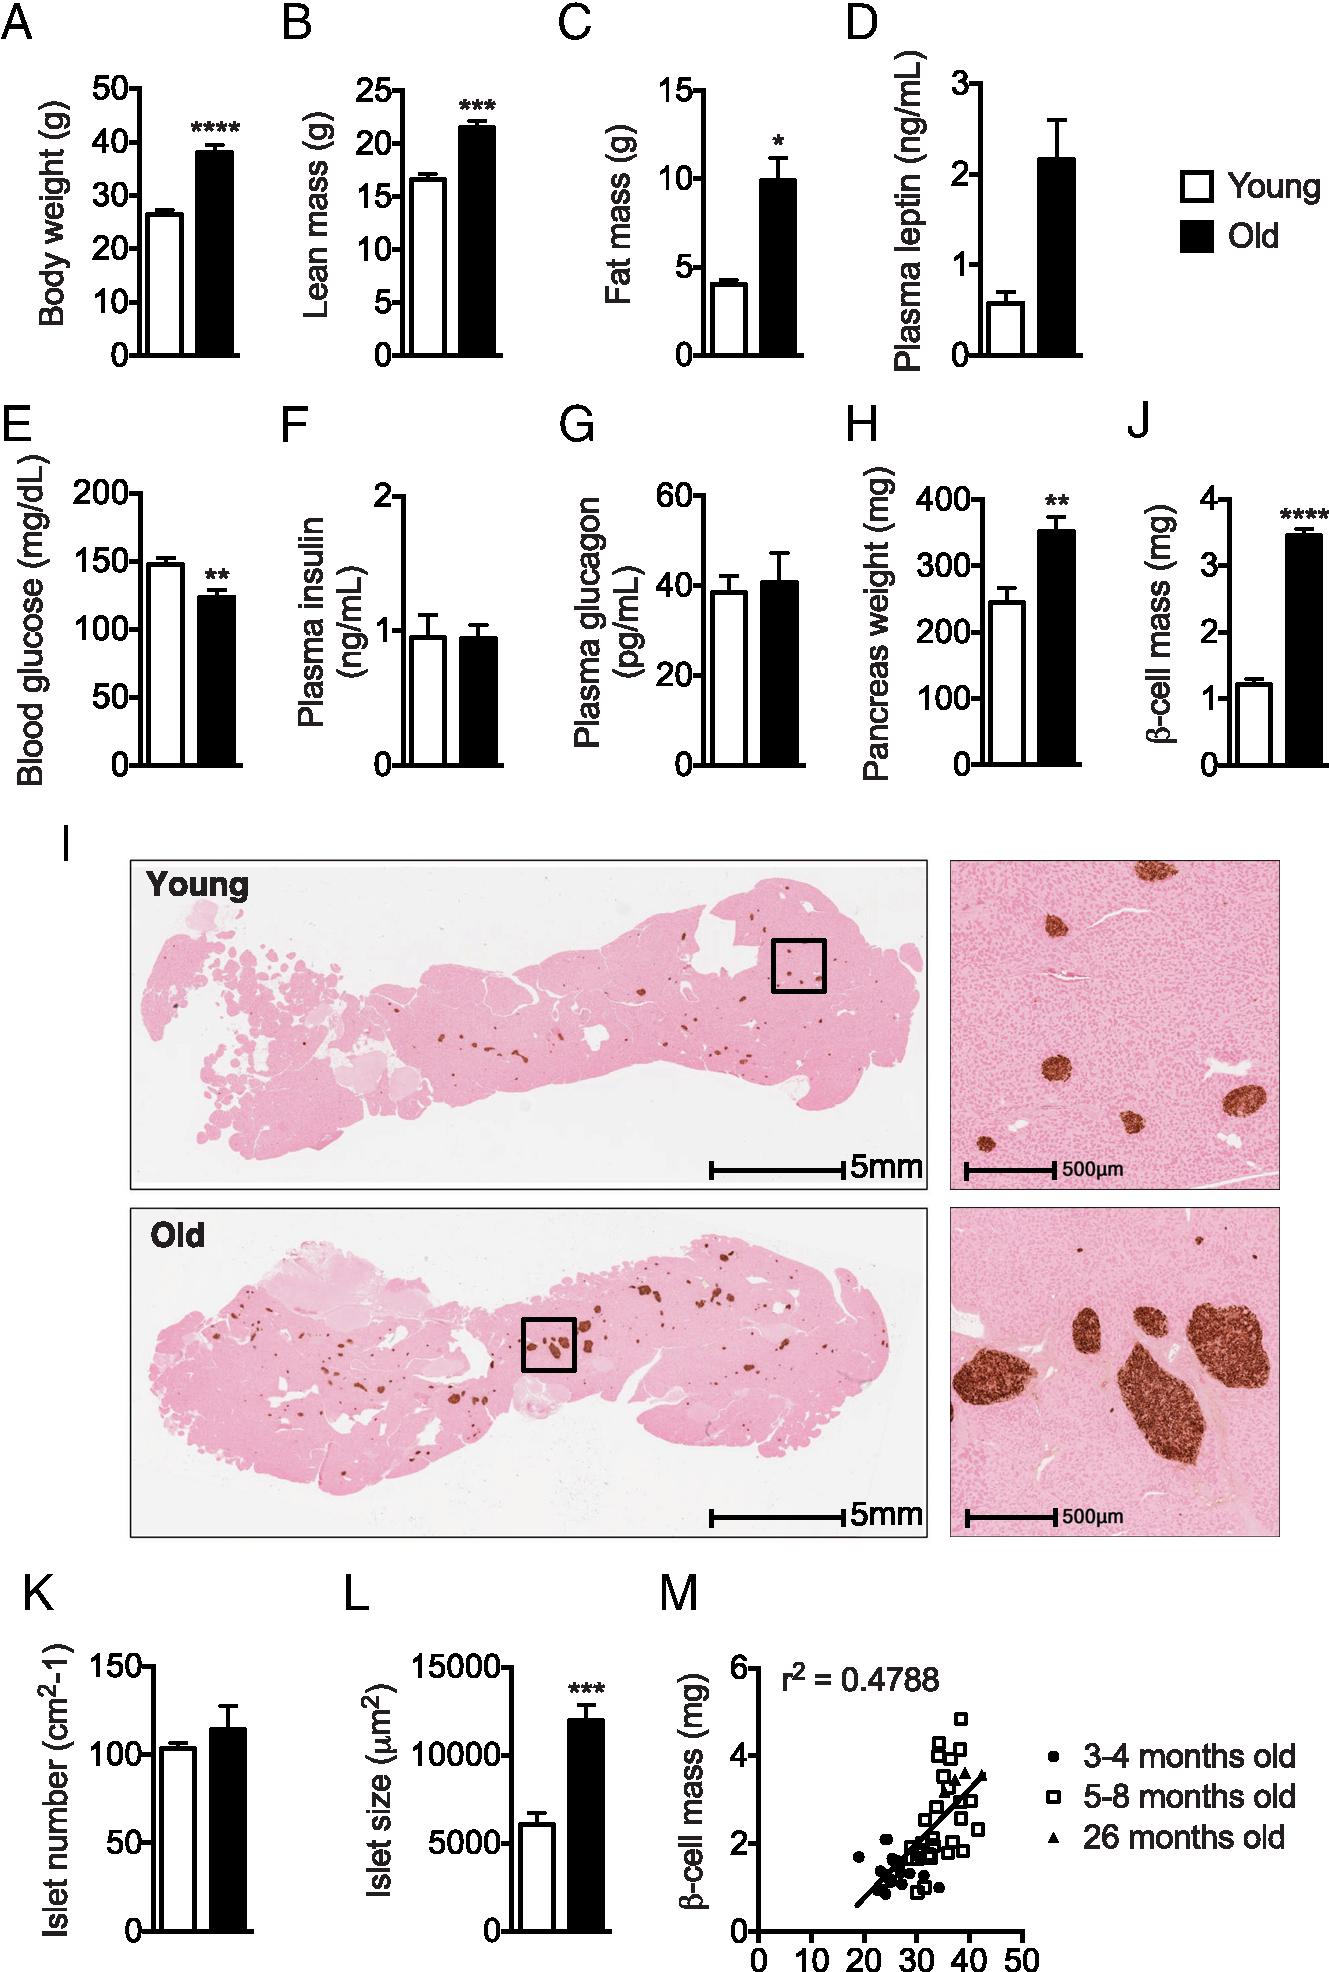 A
B
C
D
Body weight (g)
50
40
30
20
10
0
****
Lean mass (g)
25
20
15
10
5
0
***
Fat mass (g)
15
10
5
0
*
Plasma leptin (ng/mL)
3
2
1
0
Young
Old
E
F
G
H
J
Blood glucose (mg/dL)
200
150
100
50
0
**
Plasma insulin
(ng/mL)
2
1
0
Plasma glucagon
(pg/mL)
60
40
20
0
Pancreas weight (mg)
400
300
200
100
0
**
β-cell mass (mg)
4
3
2
1
0
****
I
Young
5mm
500µm
Old
5mm
500µm
K
L
M
Islet number (cm²-1)
150
100
50
0
Islet size (µm²)
15000
10000
5000
0
***
β-cell mass (mg)
6
4
2
0
r² = 0.4788
0 10 20 30 40 50
3-4 months old
5-8 months old
26 months old